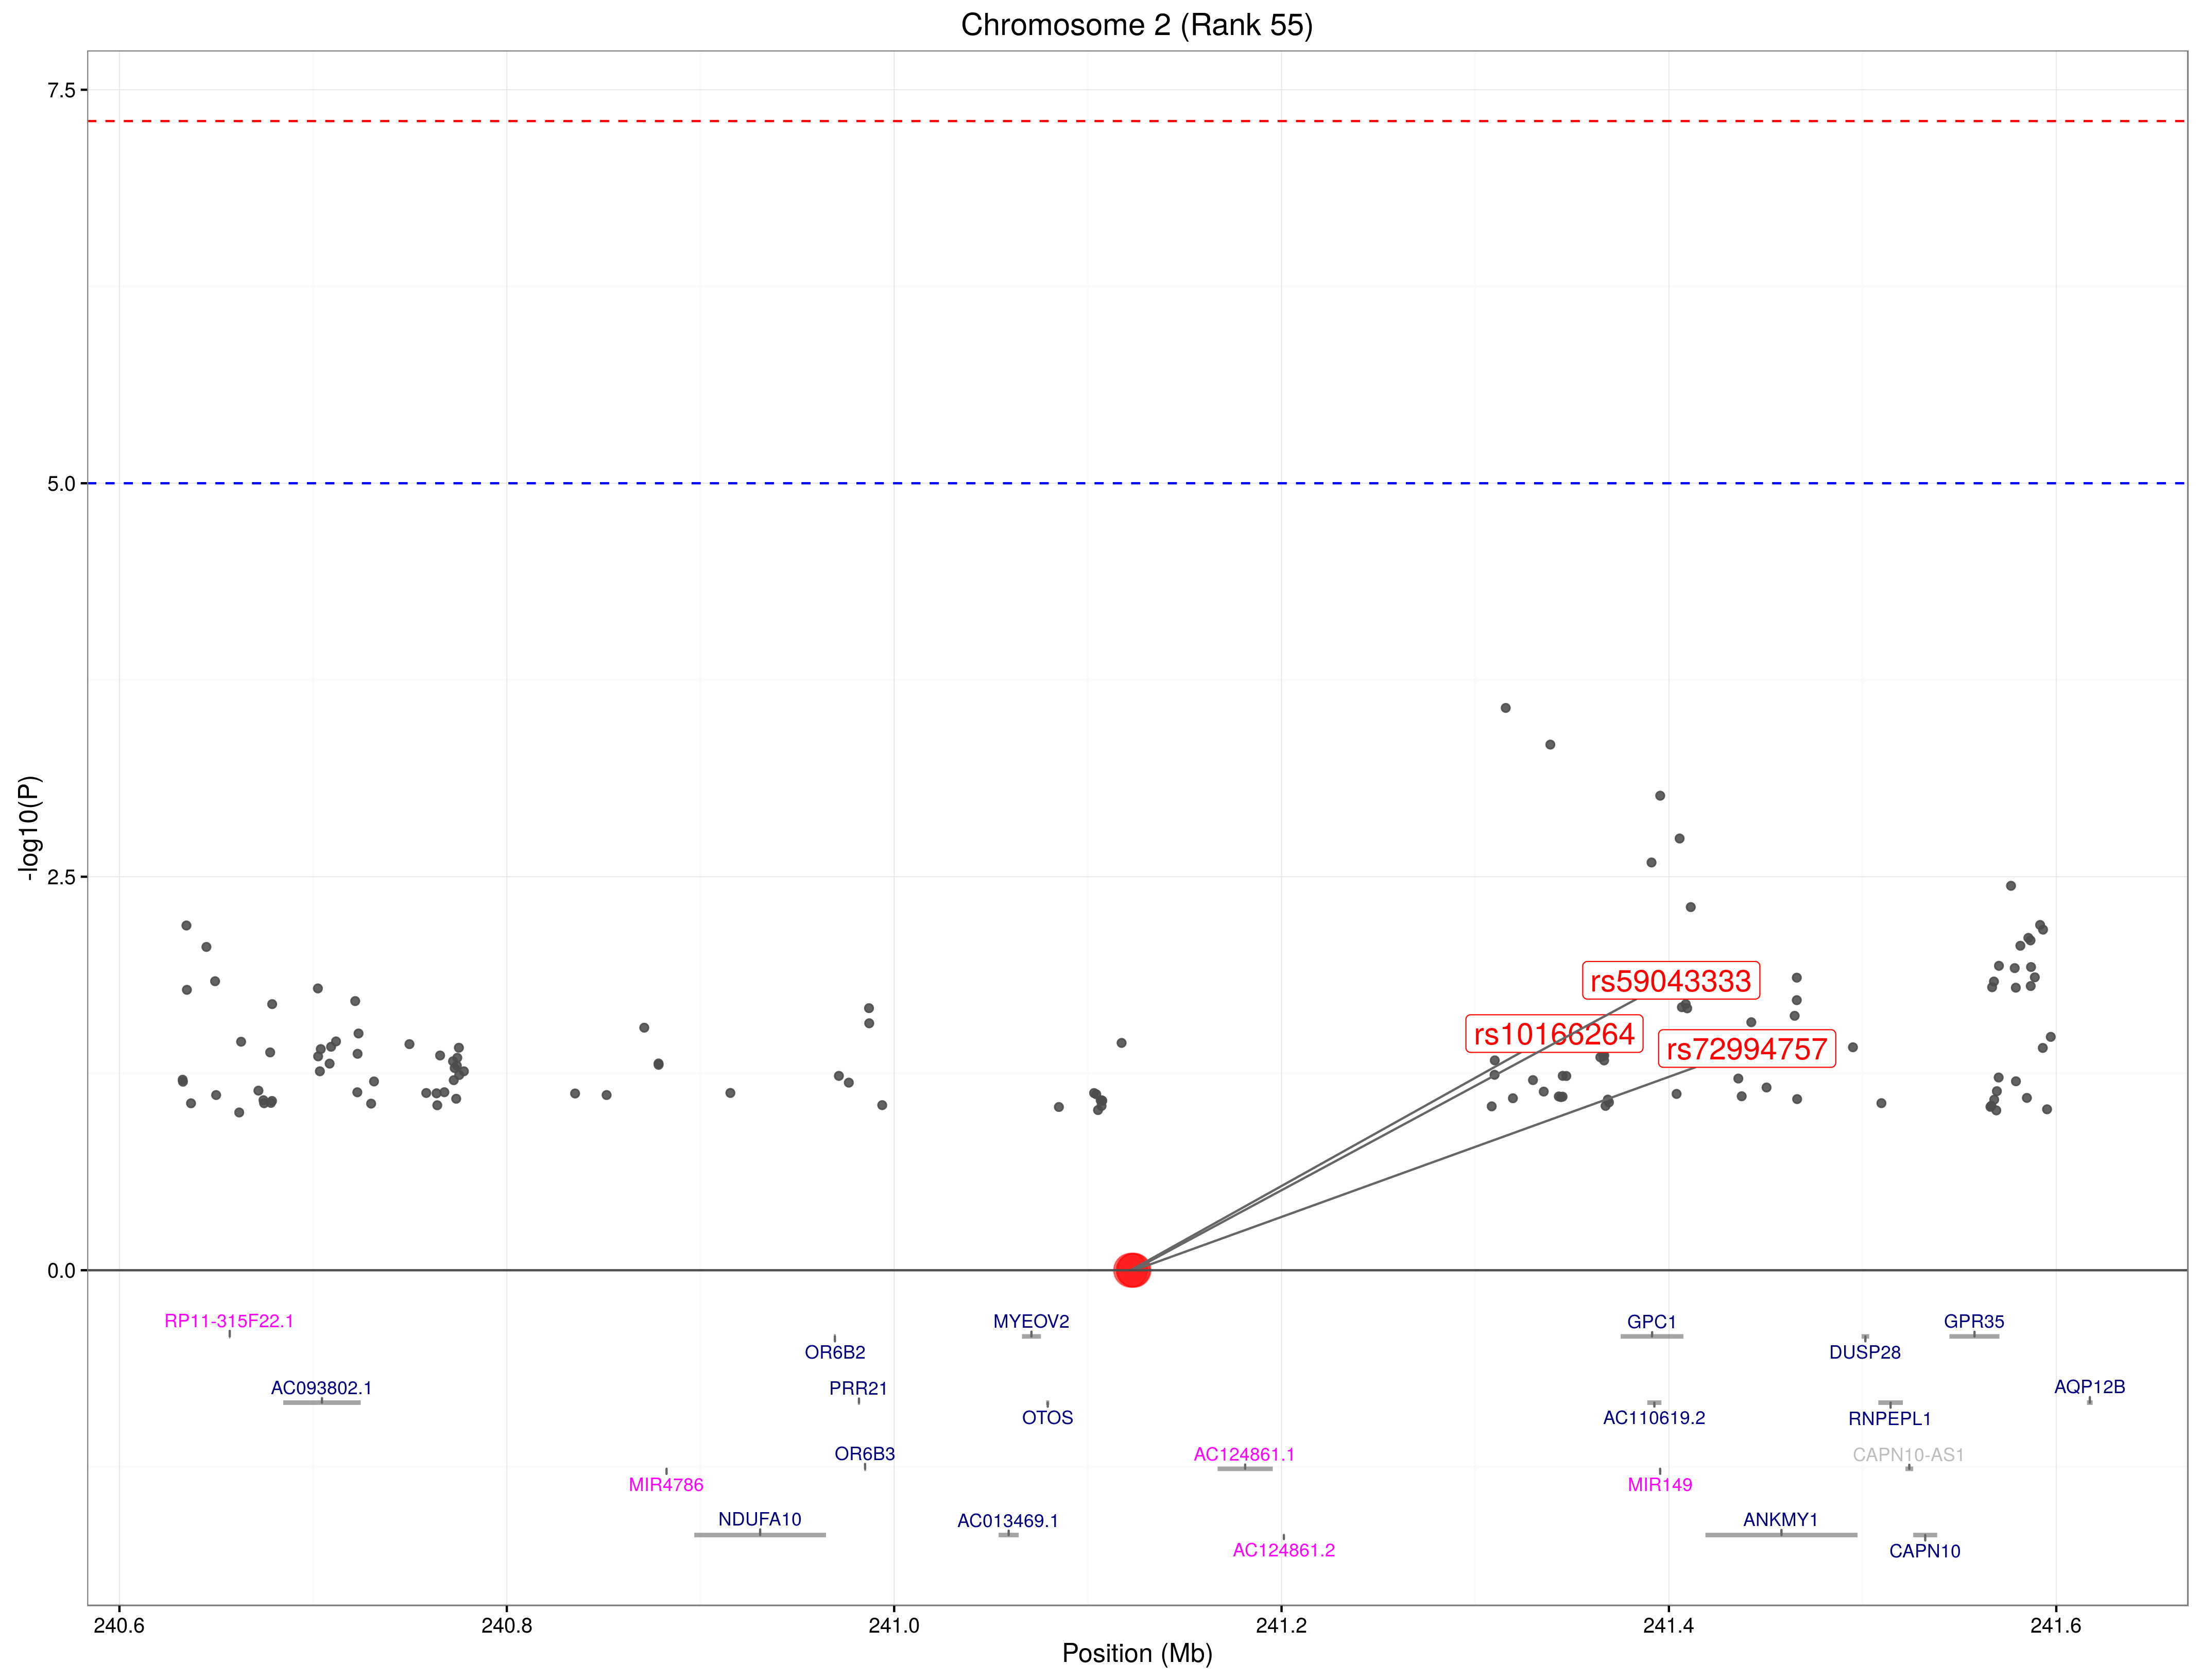 Chromosome 2 (Rank 55)
7.5
5.0
2.5
0.0
-log10(P)
rs59043333
rs10166264
rs72994757
RP11-315F22.1
MYEOV2
GPC1
GPR35
OR6B2
DUSP28
AC093802.1
PRR21
AQP12B
OTOS
AC110619.2
RNPEPL1
OR6B3
AC124861.1
CAPN10-AS1
MIR4786
MIR149
NDUFA10
AC013469.1
ANKMY1
AC124861.2
CAPN10
240.6 240.8 241.0 241.2 241.4 241.6
Position (Mb)